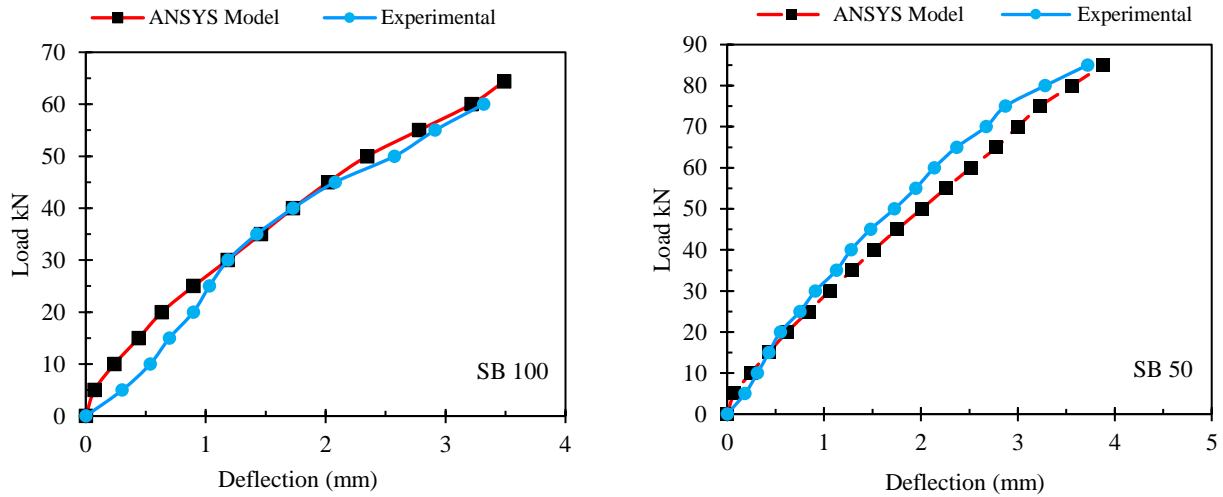 ANSYS Model Experimental
70
60
50
40
30
20
10
0
Load kN
0 1 2 3 4
Deflection (mm)
SB 100
ANSYS Model Experimental
90
80
70
60
50
40
30
20
10
0
Load kN
0 1 2 3 4 5
Deflection (mm)
SB 50